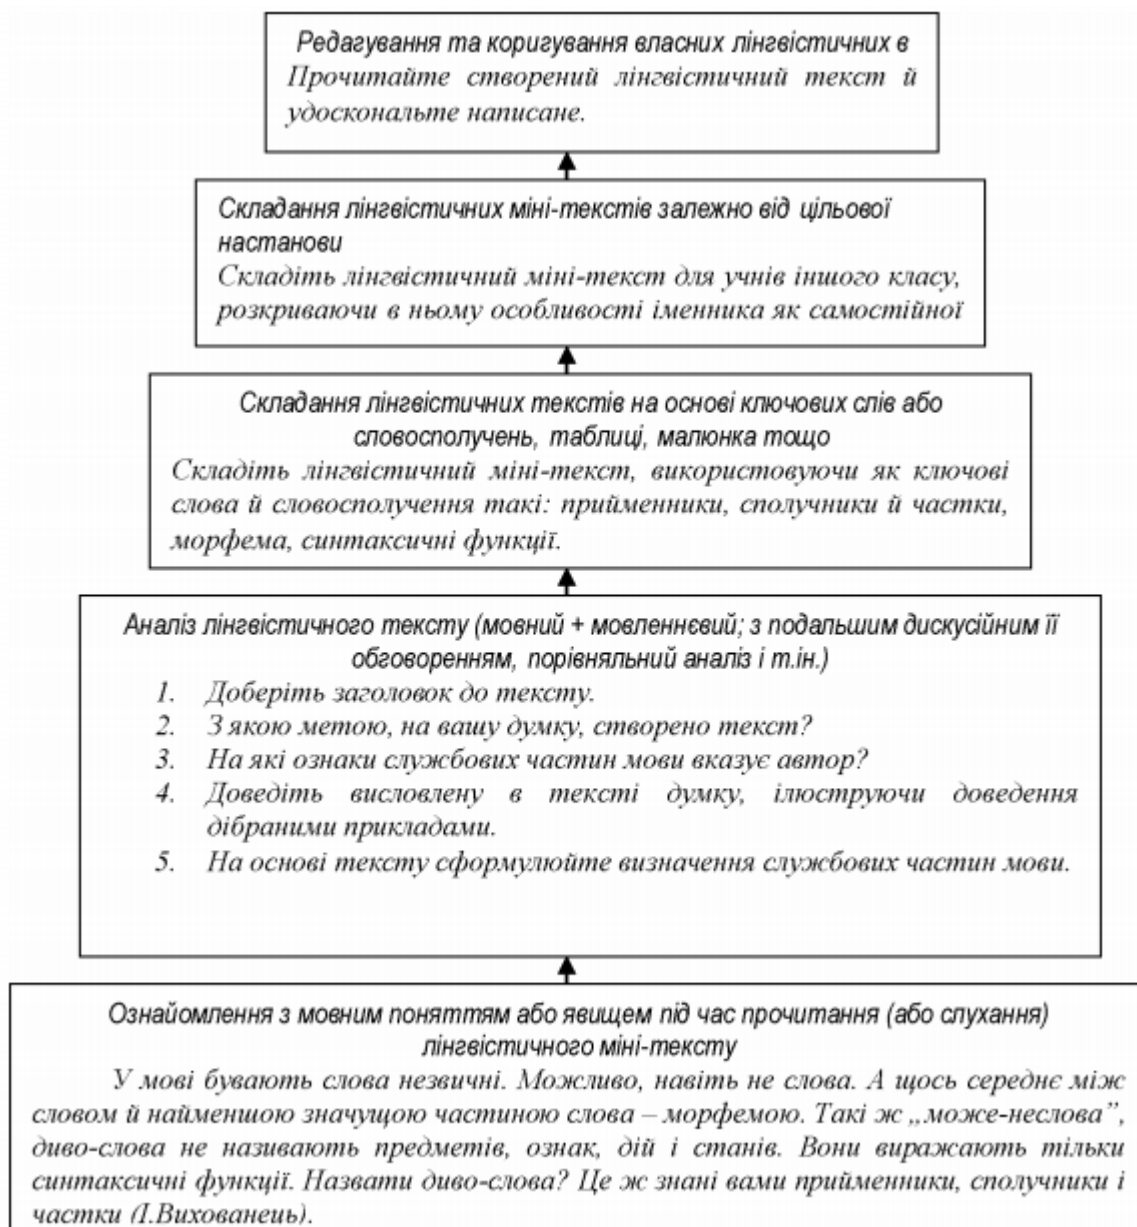 Редагування та коригування власних лінгвістичних в
Прочитайте створений лінгвістичний текст й
удоскональте написане.
Складання лінгвістичних міні-текстів залежно від цільової
настанови
Складіть лінгвістичний міні-текст для учнів іншого класу,
розкриваючи в ньому особливості іменника як самостійної
Складання лінгвістичних текстів на основі ключових слів або
словосполучень, таблиці, малюнка тощо
Складіть лінгвістичний міні-текст, використовуючи як ключові
слова й словосполучення такі: прийменники, сполучники й частки,
морфема, синтаксичні функції.
Аналіз лінгвістичного тексту (мовний + мовленнєвий; з подальшим дискусійним її
обговоренням, порівняльний аналіз і т.ін.)
1. Доберіть заголовок до тексту.
2. З якою метою, на вашу думку, створено текст?
3. На які ознаки службових частин мови вказує автор?
4. Доведіть висловлену в тексті думку, ілюструючи доведення
дібраними прикладами.
5. На основі тексту сформулюйте визначення службових частин мови.
Ознайомлення з мовним поняттям або явищем під час прочитання (або слухання)
лінгвістичного міні-тексту
У мові бувають слова незвичні. Можливо, навіть не слова. А щось середнє між
словом й найменшою значущою частиною слова – морфемою. Такі ж „може-неслова”,
диво-слова не називають предметів, ознак, дій і станів. Вони виражають тільки
синтаксичні функції. Назвати диво-слова? Це ж знані вами прийменники, сполучники і
частки (І.Вихованець).